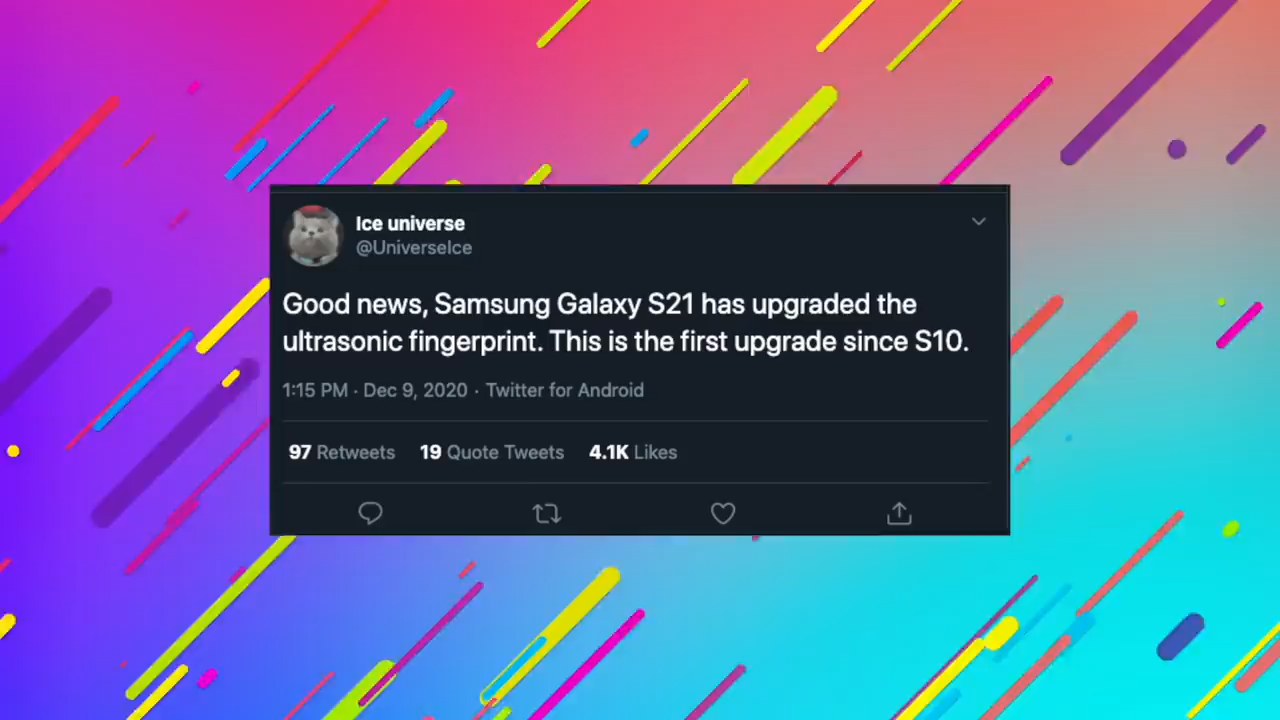 Ice universe
@UniverseIce
Good news, Samsung Galaxy S21 has upgraded the
ultrasonic fingerprint. This is the first upgrade since S10.
1:15 PM · Dec 9, 2020 · Twitter for Android
97 Retweets 19 Quote Tweets 4.1K Likes